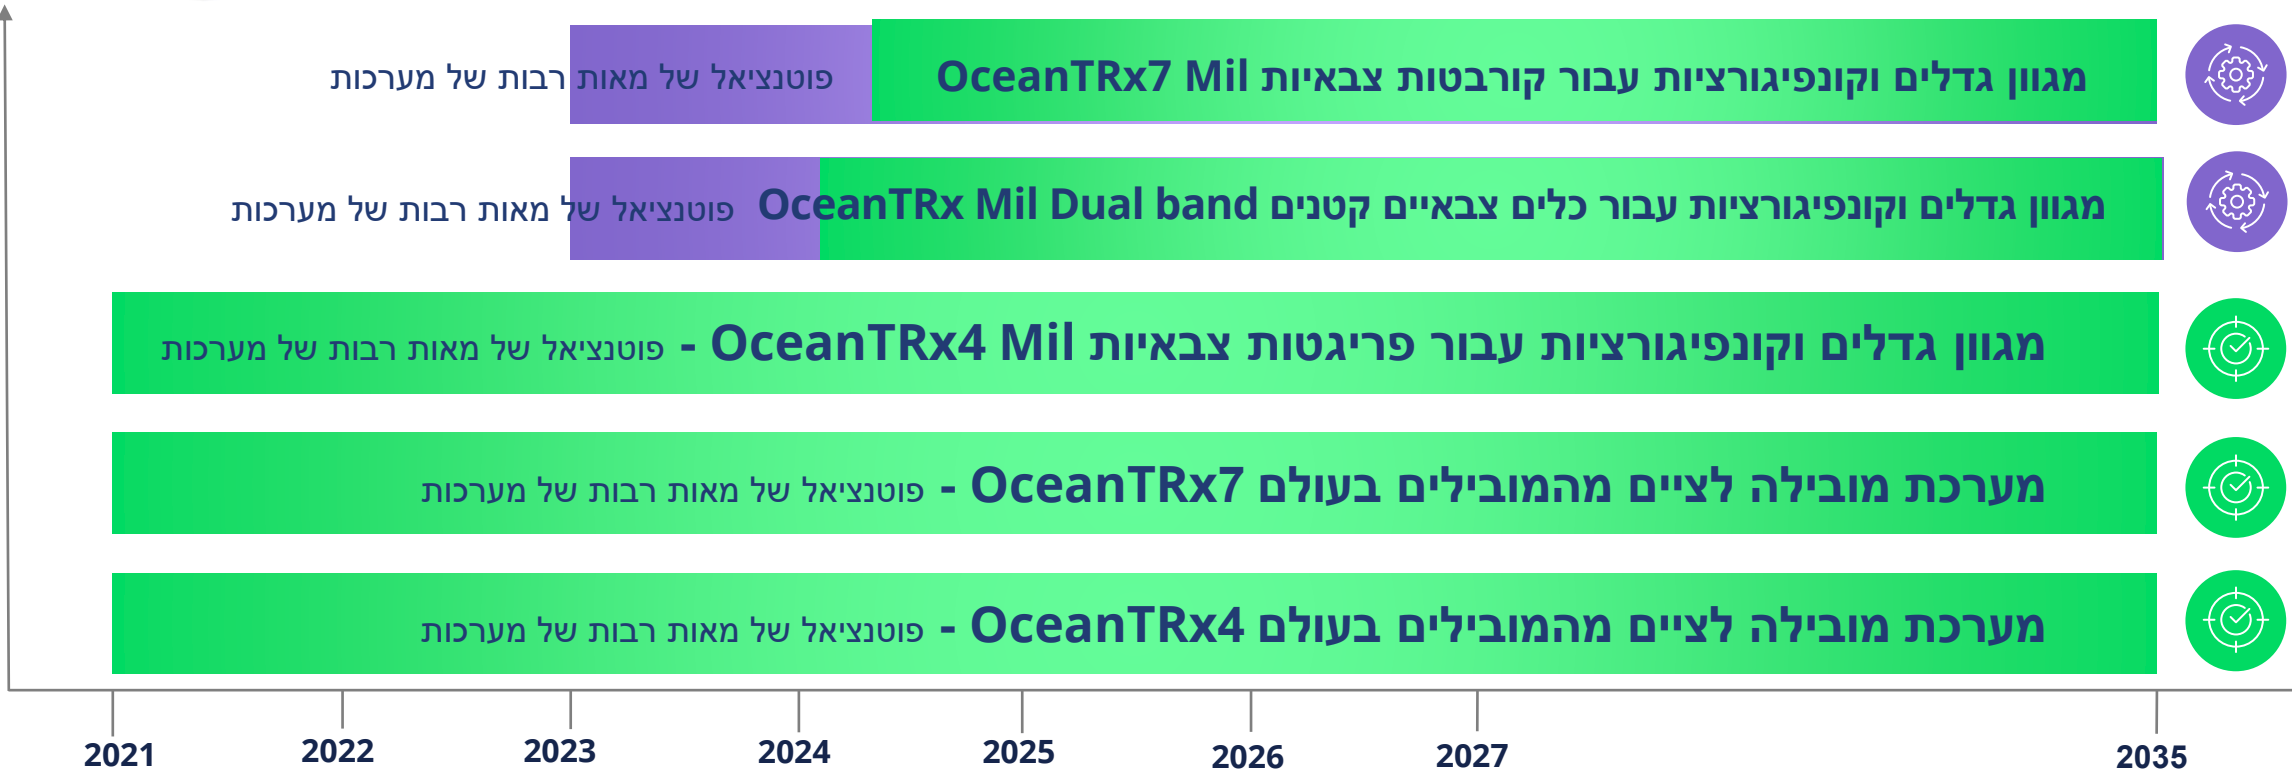 מגוון גדלים וקונפיגורציות עבור קורבטות צבאיות OceanTRx7 Mil פוטנציאל של מאות רבות של מערכות
מגוון גדלים וקונפיגורציות עבור כלים צבאיים קטנים OceanTRx Mil Dual band פוטנציאל של מאות רבות של מערכות
מגוון גדלים וקונפיגורציות עבור פריגטות צבאיות OceanTRx4 Mil - פוטנציאל של מאות רבות של מערכות
מערכת מובילה לציים מהמובילים בעולם OceanTRx7 - פוטנציאל של מאות רבות של מערכות
מערכת מובילה לציים מהמובילים בעולם OceanTRx4 - פוטנציאל של מאות רבות של מערכות
2021 2022 2023 2024 2025 2026 2027 2035